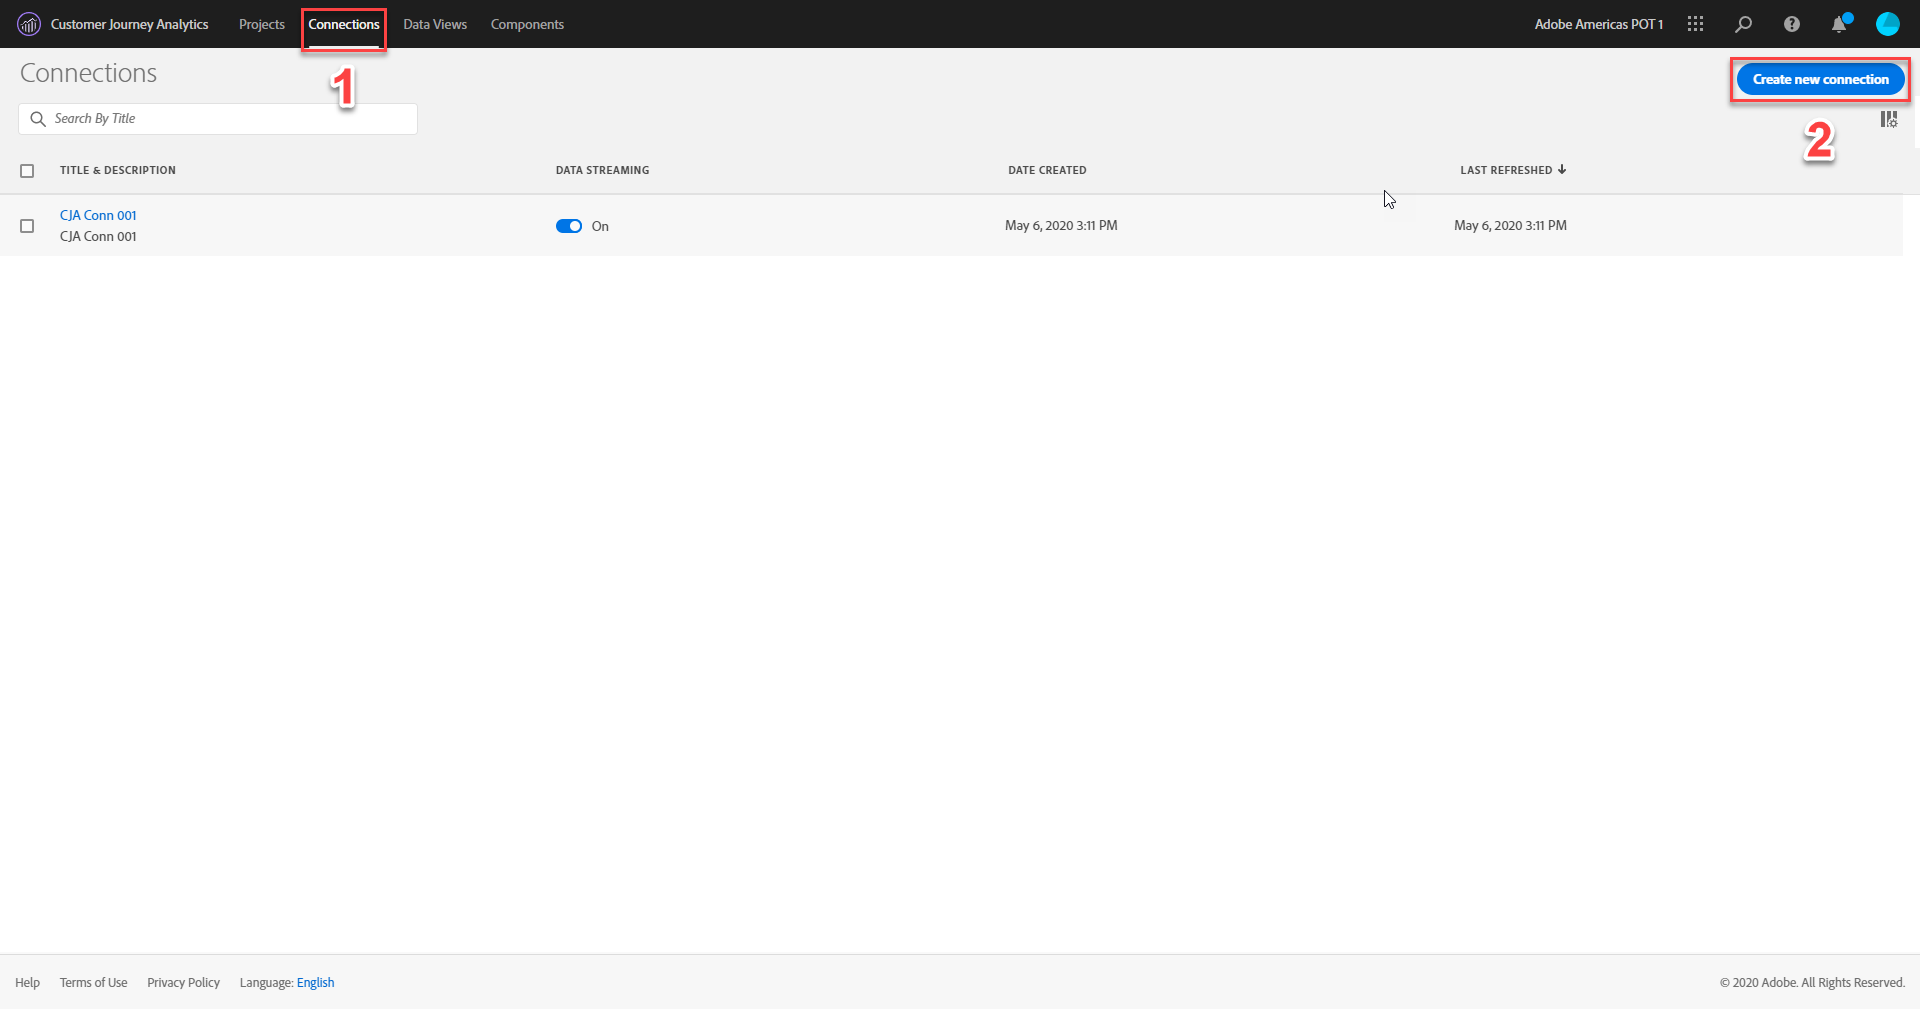 Customer Journey Analytics Projects Connections Data Views Components Adobe Americas POT 1
Connections
1
Create new connection
Search By Title
2
TITLE & DESCRIPTION DATA STREAMING DATE CREATED LAST REFRESHED
CJA Conn 001
CJA Conn 001
On May 6, 2020 3:11 PM May 6, 2020 3:11 PM
Help Terms of Use Privacy Policy Language: English © 2020 Adobe. All Rights Reserved.